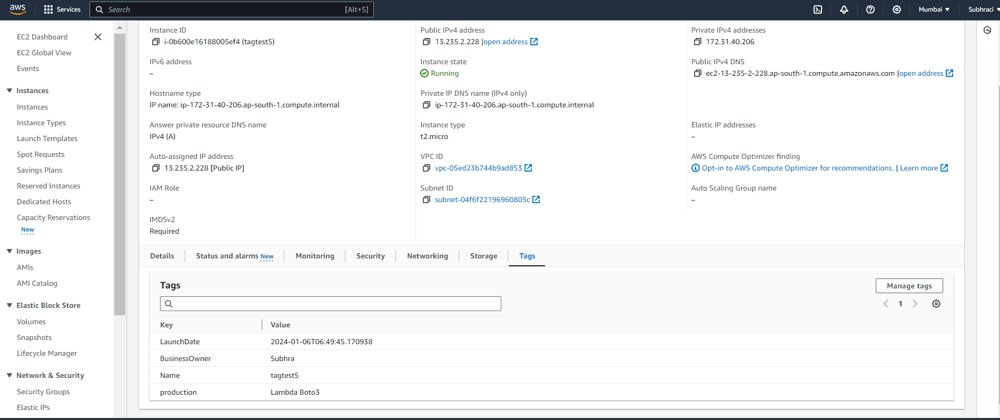 aws Services Search [Alt+S] Mumbai Subhraci
EC2 Dashboard
EC2 Global View
Events
Instances
Instances
Instance Types
Launch Templates
Spot Requests
Savings Plans
Reserved Instances
Dedicated Hosts
Capacity Reservations
New
Images
AMIs
AMI Catalog
Elastic Block Store
Volumes
Snapshots
Lifecycle Manager
Network & Security
Security Groups
Elastic IPs
Instance ID
i-0b600e16188005ef4 (tagtest5)
IPv6 address
–
Hostname type
IP name: ip-172-31-40-206.ap-south-1.compute.internal
Answer private resource DNS name
IPv4 (A)
Auto-assigned IP address
13.235.2.228 [Public IP]
IAM Role
–
IMDSv2
Required
Public IPv4 address
13.235.2.228 |open address
Instance state
Running
Private IP DNS name (IPv4 only)
ip-172-31-40-206.ap-south-1.compute.internal
Instance type
t2.micro
VPC ID
vpc-05ed23b744b9ad853
Subnet ID
subnet-04f6f22196960805c
Private IPv4 addresses
172.31.40.206
Public IPv4 DNS
ec2-13-235-2-228.ap-south-1.compute.amazonaws.com |open address
Elastic IP addresses
–
AWS Compute Optimizer finding
Opt-in to AWS Compute Optimizer for recommendations. | Learn more
Auto Scaling Group name
–
Details Status and alarms New Monitoring Security Networking Storage Tags
Tags
Manage tags
1
Key Value
LaunchDate 2024-01-06T06:49:45.170938
BusinessOwner Subhra
Name tagtest5
production Lambda Boto3